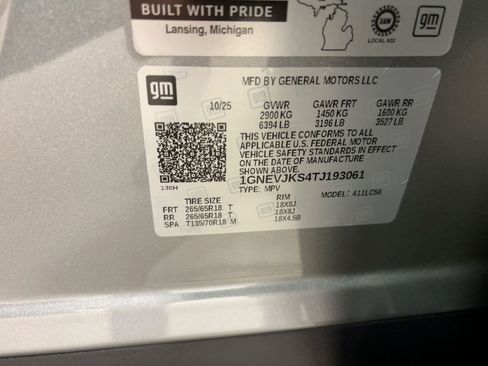 BUILT WITH PRIDE
Lansing, Michigan
UAW
LOCAL 602
gm
gm
MFD BY GENERAL MOTORS LLC
10/25 GVWR GAWR FRT GAWR RR
2900 KG 1450 KG 1600 KG
6394 LB 3196 LB 3527 LB
THIS VEHICLE CONFORMS TO ALL
APPLICABLE U.S. FEDERAL MOTOR
VEHICLE SAFETY STANDARDS IN EFFECT
ON THE DATE OF MANUFACTURE
SHOWN ABOVE.
1GNEVJKS4TJ193061
130H TYPE: MPV MODEL: 411LC56
TIRE SIZE RIM
FRT 265/65R18 T 18X8J
RR 265/65R18 T 18X8J
SPA T135/70R18 M 18X4.5B